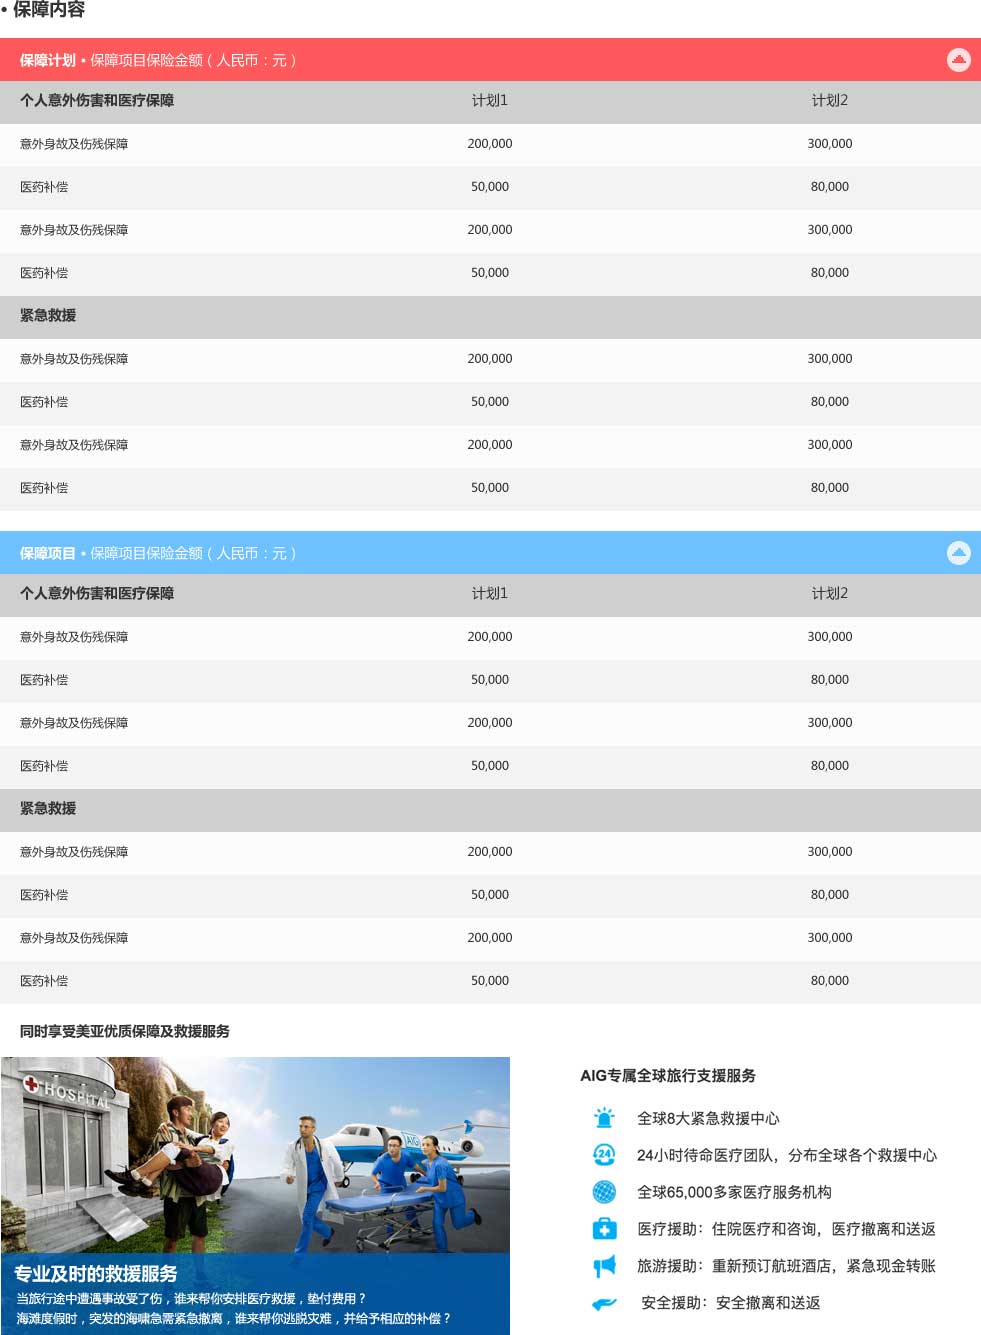 • 保障内容
保障计划 • 保障项目保险金额（人民币：元）
个人意外伤害和医疗保障 计划1 计划2
意外身故及伤残保障 200,000 300,000
医药补偿 50,000 80,000
意外身故及伤残保障 200,000 300,000
医药补偿 50,000 80,000
紧急救援
意外身故及伤残保障 200,000 300,000
医药补偿 50,000 80,000
意外身故及伤残保障 200,000 300,000
医药补偿 50,000 80,000
保障项目 • 保障项目保险金额（人民币：元）
个人意外伤害和医疗保障 计划1 计划2
意外身故及伤残保障 200,000 300,000
医药补偿 50,000 80,000
意外身故及伤残保障 200,000 300,000
医药补偿 50,000 80,000
紧急救援
意外身故及伤残保障 200,000 300,000
医药补偿 50,000 80,000
意外身故及伤残保障 200,000 300,000
医药补偿 50,000 80,000
同时享受美亚优质保障及救援服务
HOSPITAL
AIG
专业及时的救援服务
当旅行途中遭遇事故受了伤，谁来帮你安排医疗救援，垫付费用？
海滩度假时，突发的海啸急需紧急撤离，谁来帮你逃脱灾难，并给予相应的补偿？
AIG专属全球旅行支援服务
全球8大紧急救援中心
24
24小时待命医疗团队，分布全球各个救援中心
全球65,000多家医疗服务机构
医疗援助：住院医疗和咨询，医疗撤离和送返
旅游援助：重新预订航班酒店，紧急现金转账
安全援助：安全撤离和送返